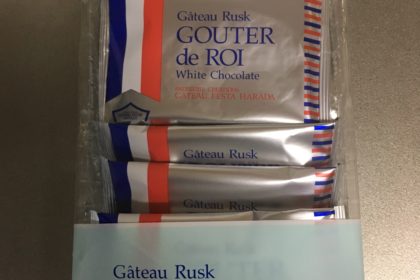 Gâteau Rusk
GOUTER
de ROI
White Chocolate
GATEAU FESTA HARADA
Gâteau Rusk
Gâteau Rusk
Gâteau Rusk